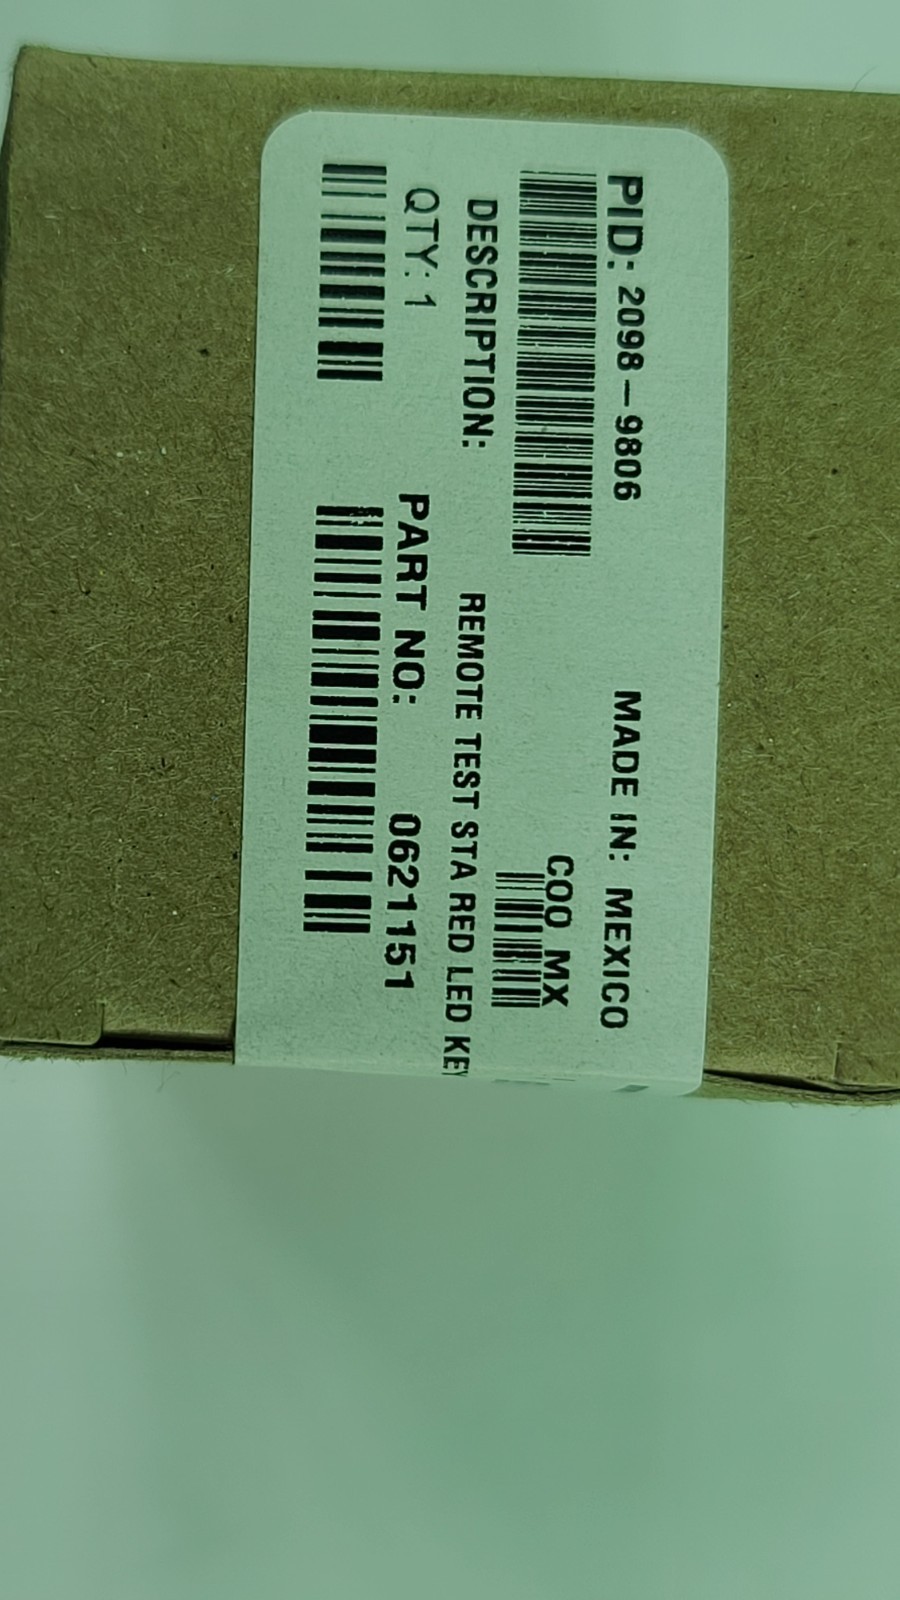 PID: 2098-9806 MADE IN: MEXICO
COO MX
DESCRIPTION: REMOTE TEST STA RED LED KEY
QTY: 1 PART NO: 0621151